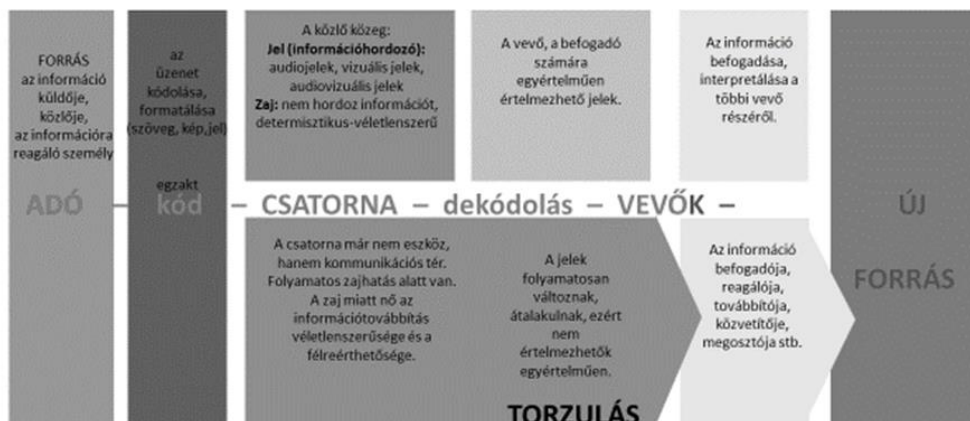 FORRÁS
az információ
küldője,
közlője,
az információra
reagáló személy
az
üzenet
kódolása,
formatálása
(szöveg, kép,jel)
egzakt
A közlő közeg:
Jel (információhordozó):
audiojelek, vizuális jelek,
audiovizuális jelek
Zaj: nem hordoz információt,
determisztikus-véletlenszerű
A vevő, a befogadó
számára
egyértelműen
értelmezhető jelek.
Az információ
befogadása,
interpretálása a
többi vevő
részéről.
ADÓ – kód – CSATORNA – dekódolás – VEVŐK –
ÚJ
FORRÁS
A csatorna már nem eszköz,
hanem kommunikációs tér.
Folyamatos zajhatás alatt van.
A zaj miatt nő az
információtovábbítás
véletlenszerűsége és a
félreérthetősége.
A jelek
folyamatosan
változnak,
átalakulnak, ezért
nem
értelmezhetők
egyértelműen.
TORZULÁS
Az információ
befogadója,
reagálója,
továbbítója,
közvetítője,
megosztója stb.